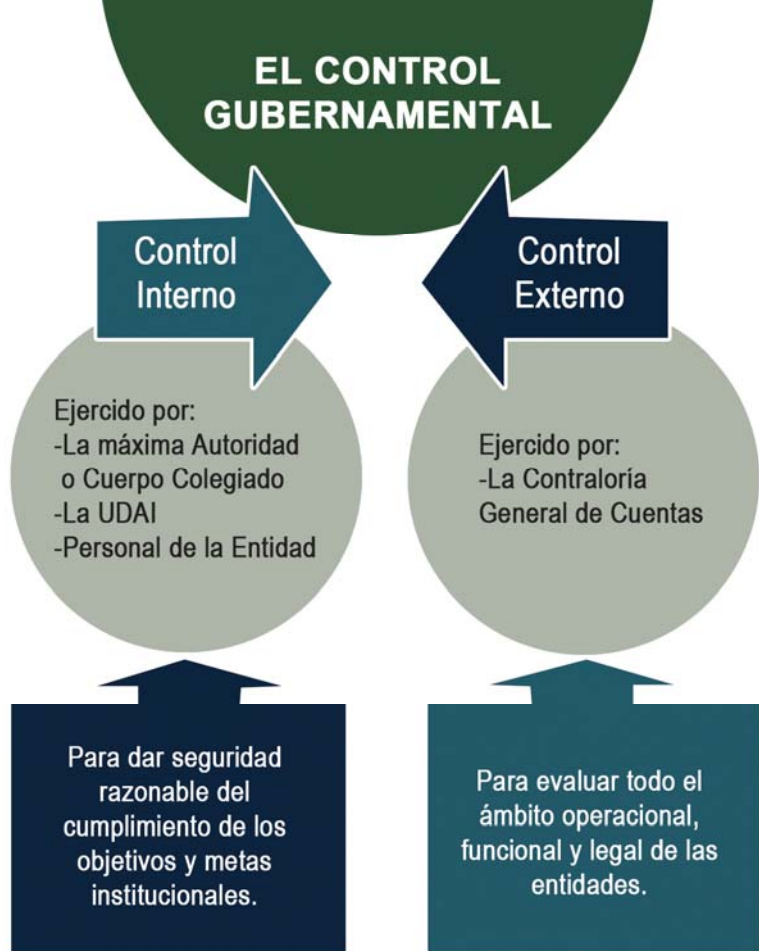 EL CONTROL
GUBERNAMENTAL
Control
Interno
Control
Externo
Ejercido por:
-La máxima Autoridad
o Cuerpo Colegiado
-La UDAI
-Personal de la Entidad
Ejercido por:
-La Contraloría
General de Cuentas
Para dar seguridad
razonable del
cumplimiento de los
objetivos y metas
institucionales.
Para evaluar todo el
ámbito operacional,
funcional y legal de las
entidades.